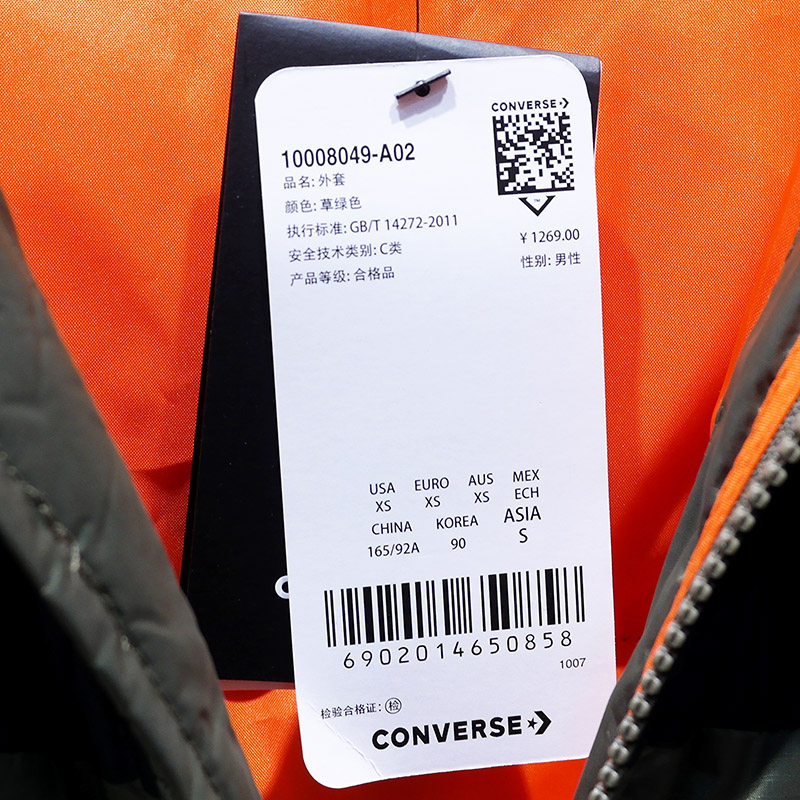 CONVERSE
10008049-A02
品名: 外套
颜色: 草绿色
执行标准: GB/T 14272-2011
安全技术类别: C类
产品等级: 合格品
TM
¥ 1269.00
性别: 男性
USA EURO AUS MEX
XS XS XS ECH
CHINA KOREA ASIA
165/92A 90 S
6902014650858
1007
检验合格证: 检
CONVERSE